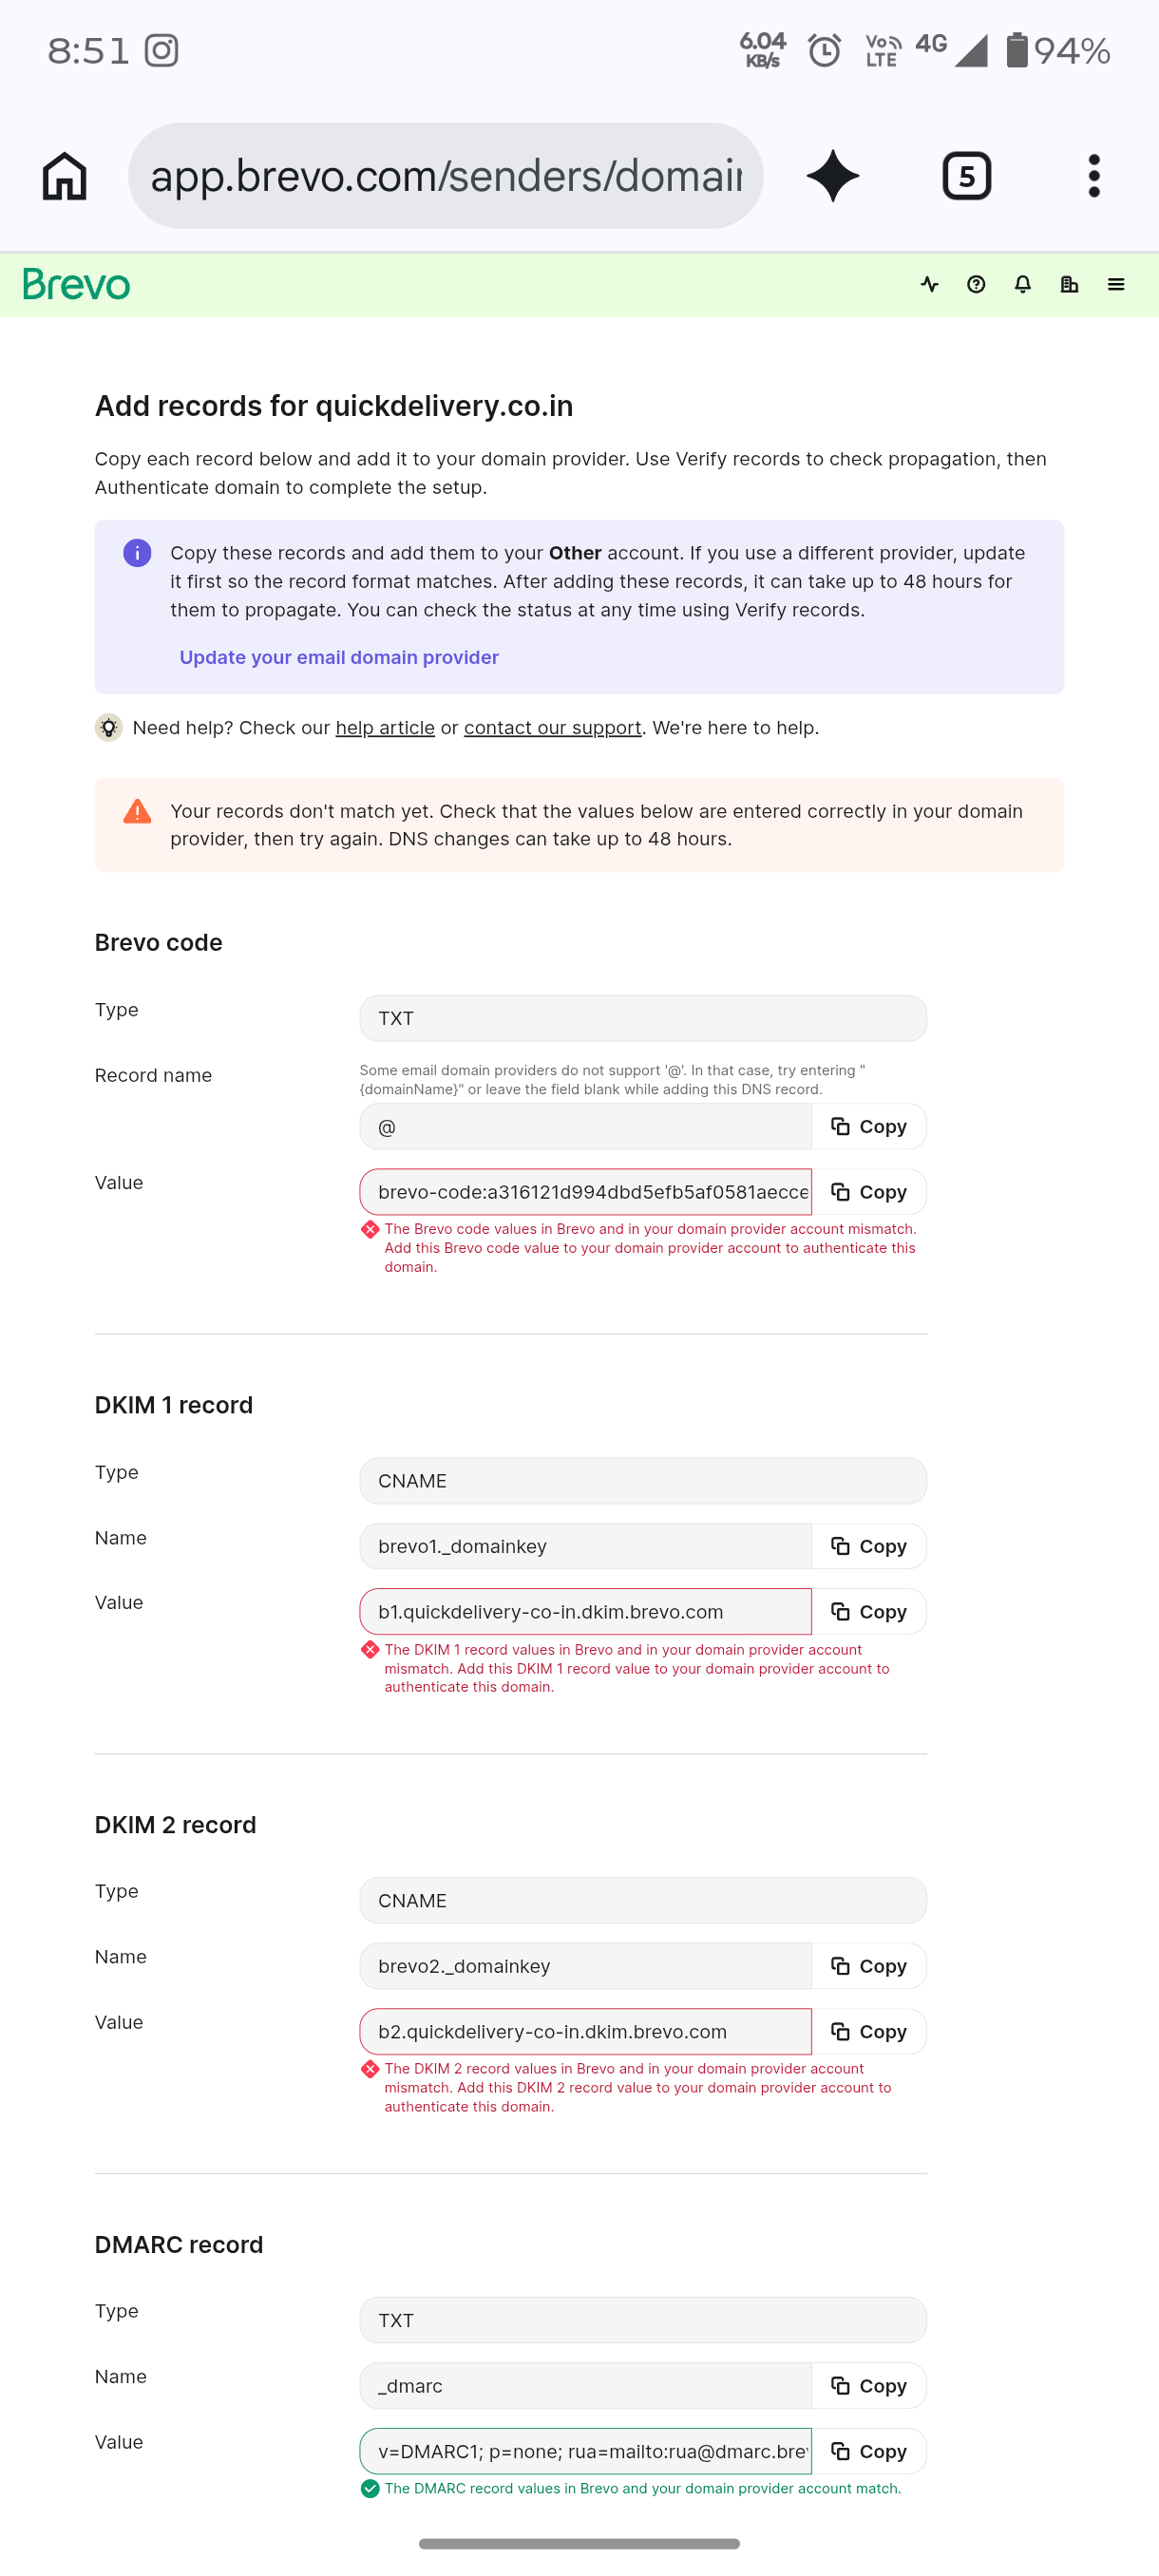 8:51
6.04 KB/s
Vo LTE
4G
94%
app.brevo.com/senders/domair
5
Brevo
Add records for quickdelivery.co.in
Copy each record below and add it to your domain provider. Use Verify records to check propagation, then
Authenticate domain to complete the setup.
Copy these records and add them to your Other account. If you use a different provider, update
it first so the record format matches. After adding these records, it can take up to 48 hours for
them to propagate. You can check the status at any time using Verify records.
Update your email domain provider
Need help? Check our help article or contact our support. We're here to help.
Your records don't match yet. Check that the values below are entered correctly in your domain
provider, then try again. DNS changes can take up to 48 hours.
Brevo code
Type
TXT
Record name
Some email domain providers do not support '@'. In that case, try entering "
{domainName}" or leave the field blank while adding this DNS record.
@
Copy
Value
brevo-code:a316121d994dbd5efb5af0581aecce
Copy
The Brevo code values in Brevo and in your domain provider account mismatch.
Add this Brevo code value to your domain provider account to authenticate this
domain.
DKIM 1 record
Type
CNAME
Name
brevo1._domainkey
Copy
Value
b1.quickdelivery-co-in.dkim.brevo.com
Copy
The DKIM 1 record values in Brevo and in your domain provider account
mismatch. Add this DKIM 1 record value to your domain provider account to
authenticate this domain.
DKIM 2 record
Type
CNAME
Name
brevo2._domainkey
Copy
Value
b2.quickdelivery-co-in.dkim.brevo.com
Copy
The DKIM 2 record values in Brevo and in your domain provider account
mismatch. Add this DKIM 2 record value to your domain provider account to
authenticate this domain.
DMARC record
Type
TXT
Name
_dmarc
Copy
Value
v=DMARC1; p=none; rua=mailto:rua@dmarc.brev
Copy
The DMARC record values in Brevo and your domain provider account match.